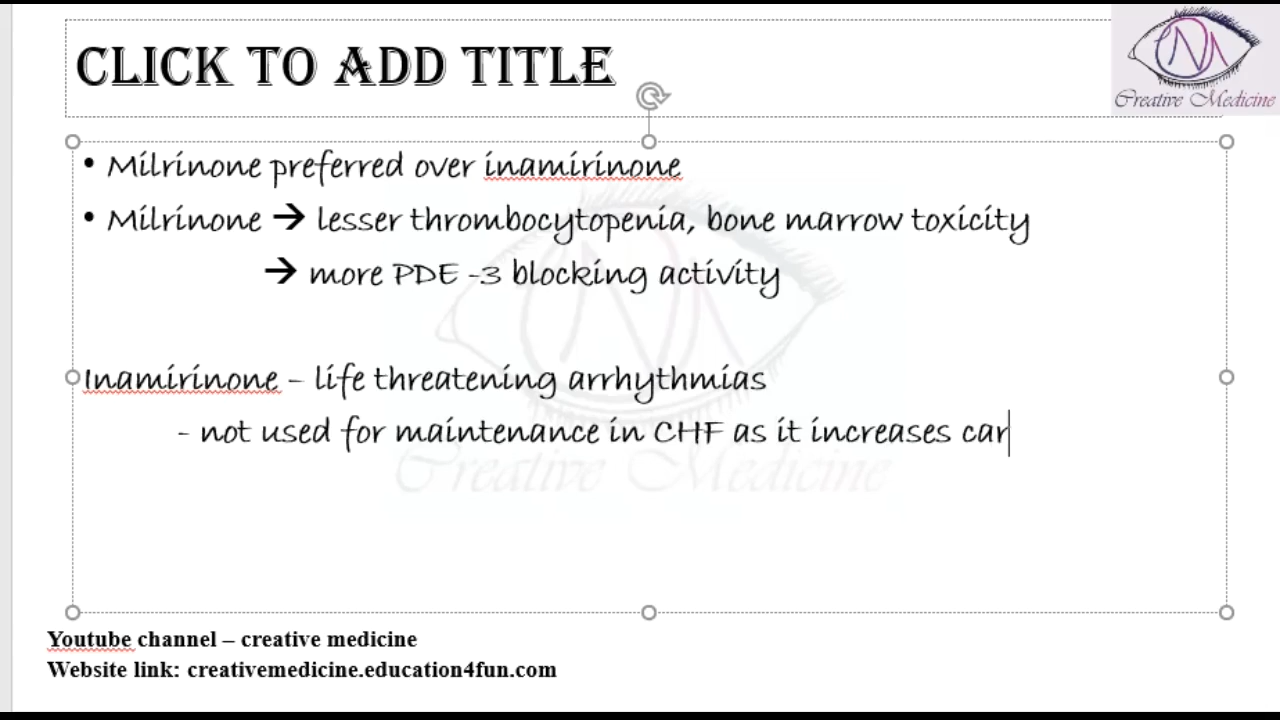 CLICK TO ADD TITLE
Creative Medicine
• Milrinone preferred over inamirinone
• Milrinone → lesser thrombocytopenia, bone marrow toxicity
→ more PDE -3 blocking activity
Inamirinone – life threatening arrhythmias
- not used for maintenance in CHF as it increases car
Creative Medicine
Youtube channel – creative medicine
Website link: creativemedicine.education4fun.com